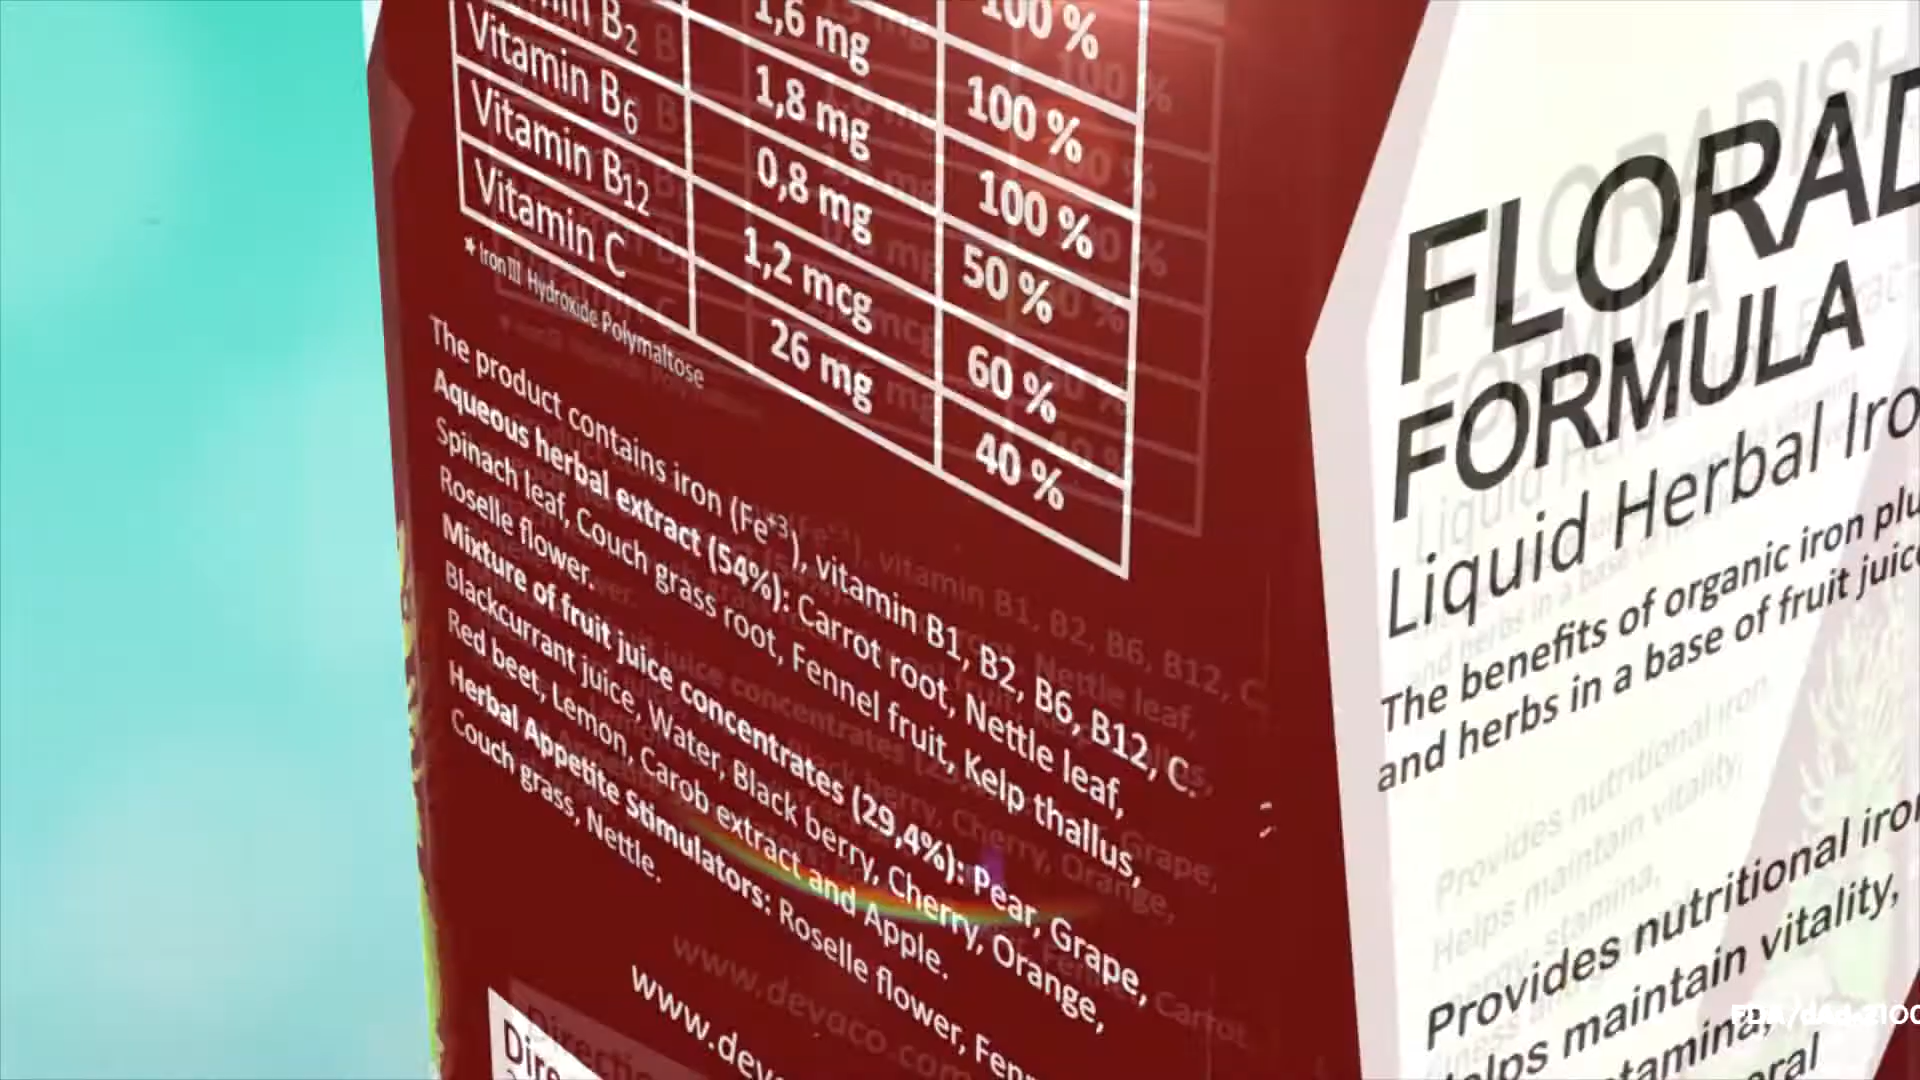 100 %
1,6 mg 100 %
B2 1,8 mg 100 %
Vitamin B6 0,8 mg 50 %
Vitamin B12 1,2 mcg 60 %
Vitamin C 26 mg 40 %
* Iron III Hydroxide Polymaltose
The product contains iron (Fe+3), vitamin B1, B2, B6, B12, C.
Aqueous herbal extract (54%): Carrot root, Nettle leaf,
Spinach leaf, Couch grass root, Fennel fruit, Kelp thallus,
Roselle flower.
Mixture of fruit juice concentrates (29,4%): Pear, Grape,
Blackcurrant juice, Water, Black berry, Cherry, Orange,
Red beet, Lemon, Carob extract and Apple.
Herbal Appetite Stimulators: Roselle flower,
Couch grass, Nettle.
FLORAD
FORMULA
Liquid Herbal Iro
The benefits of organic iron plu
and herbs in a base of fruit juic
Provides nutritional iro
elps maintain vitality,
tamina,